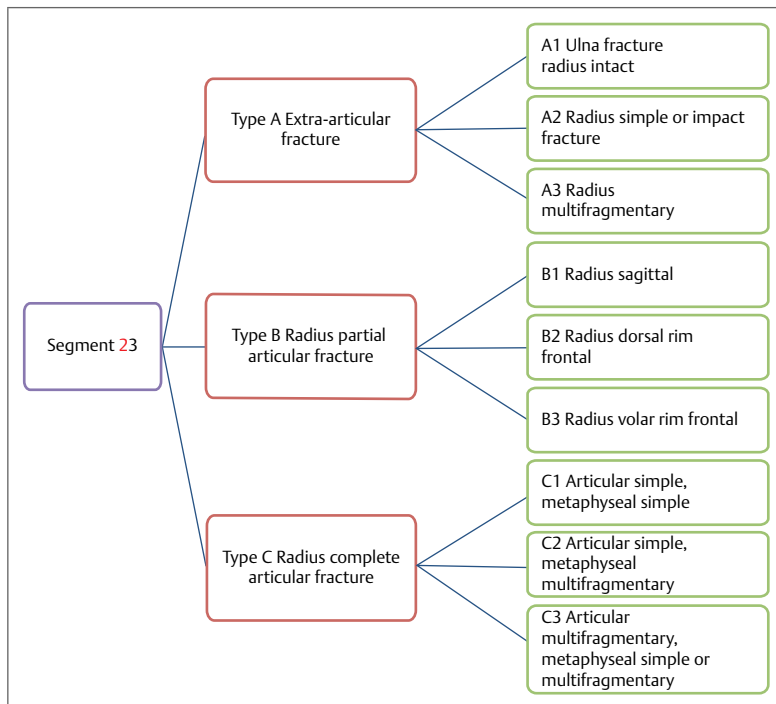 Segment 23
Type A Extra-articular
fracture
A1 Ulna fracture
radius intact
A2 Radius simple or impact
fracture
A3 Radius
multifragmentary
Type B Radius partial
articular fracture
B1 Radius sagittal
B2 Radius dorsal rim
frontal
B3 Radius volar rim frontal
Type C Radius complete
articular fracture
C1 Articular simple,
metaphyseal simple
C2 Articular simple,
metaphyseal
multifragmentary
C3 Articular
multifragmentary,
metaphyseal simple or
multifragmentary